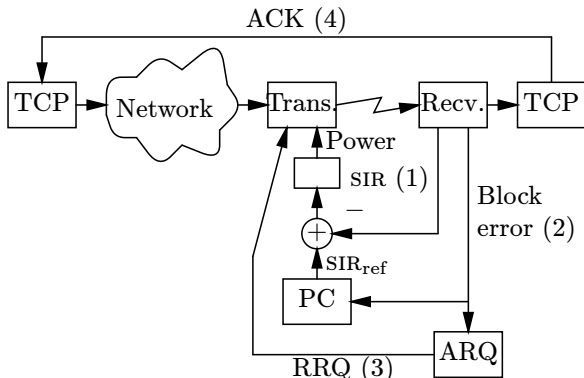 ACK (4)
TCP
Network
Trans.
Recv.
TCP
Power
SIR (1)
−
+
Block
error (2)
SIRref
PC
ARQ
RRQ (3)